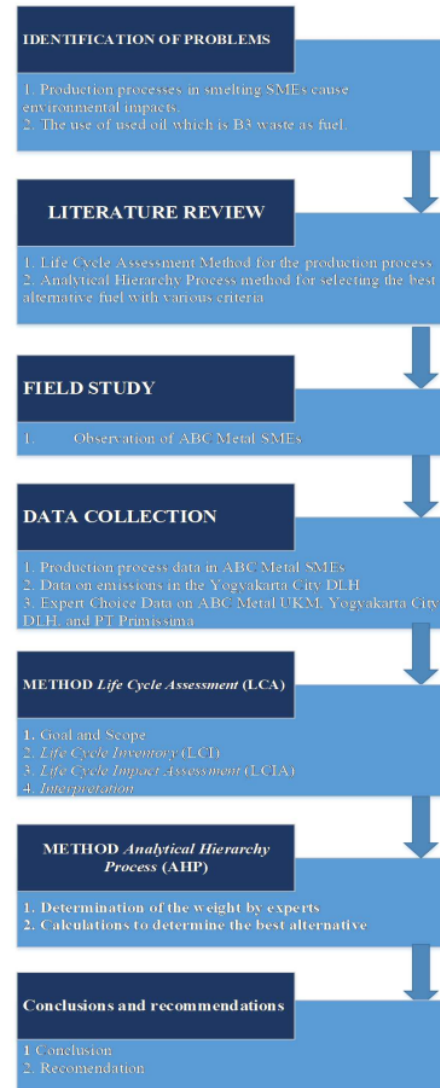 IDENTIFICATION OF PROBLEMS
1. Production processes in smelting SMEs cause
environmental impacts.
2. The use of used oil which is B3 waste as fuel.
LITERATURE REVIEW
1. Life Cycle Assessment Method for the production process
2. Analytical Hierarchy Process method for selecting the best
alternative fuel with various criteria
FIELD STUDY
1. Observation of ABC Metal SMEs
DATA COLLECTION
1. Production process data in ABC Metal SMEs
2. Data on emissions in the Yogyakarta City DLH
3. Expert Choice Data on ABC Metal UKM, Yogyakarta City
DLH, and PT Primissima
METHOD Life Cycle Assessment (LCA)
1. Goal and Scope
2. Life Cycle Inventory (LCI)
3. Life Cycle Impact Assessment (LCIA)
4. Interpretation
METHOD Analytical Hierarchy
Process (AHP)
1. Determination of the weight by experts
2. Calculations to determine the best alternative
Conclusions and recommendations
1 Conclusion
2. Recomendation